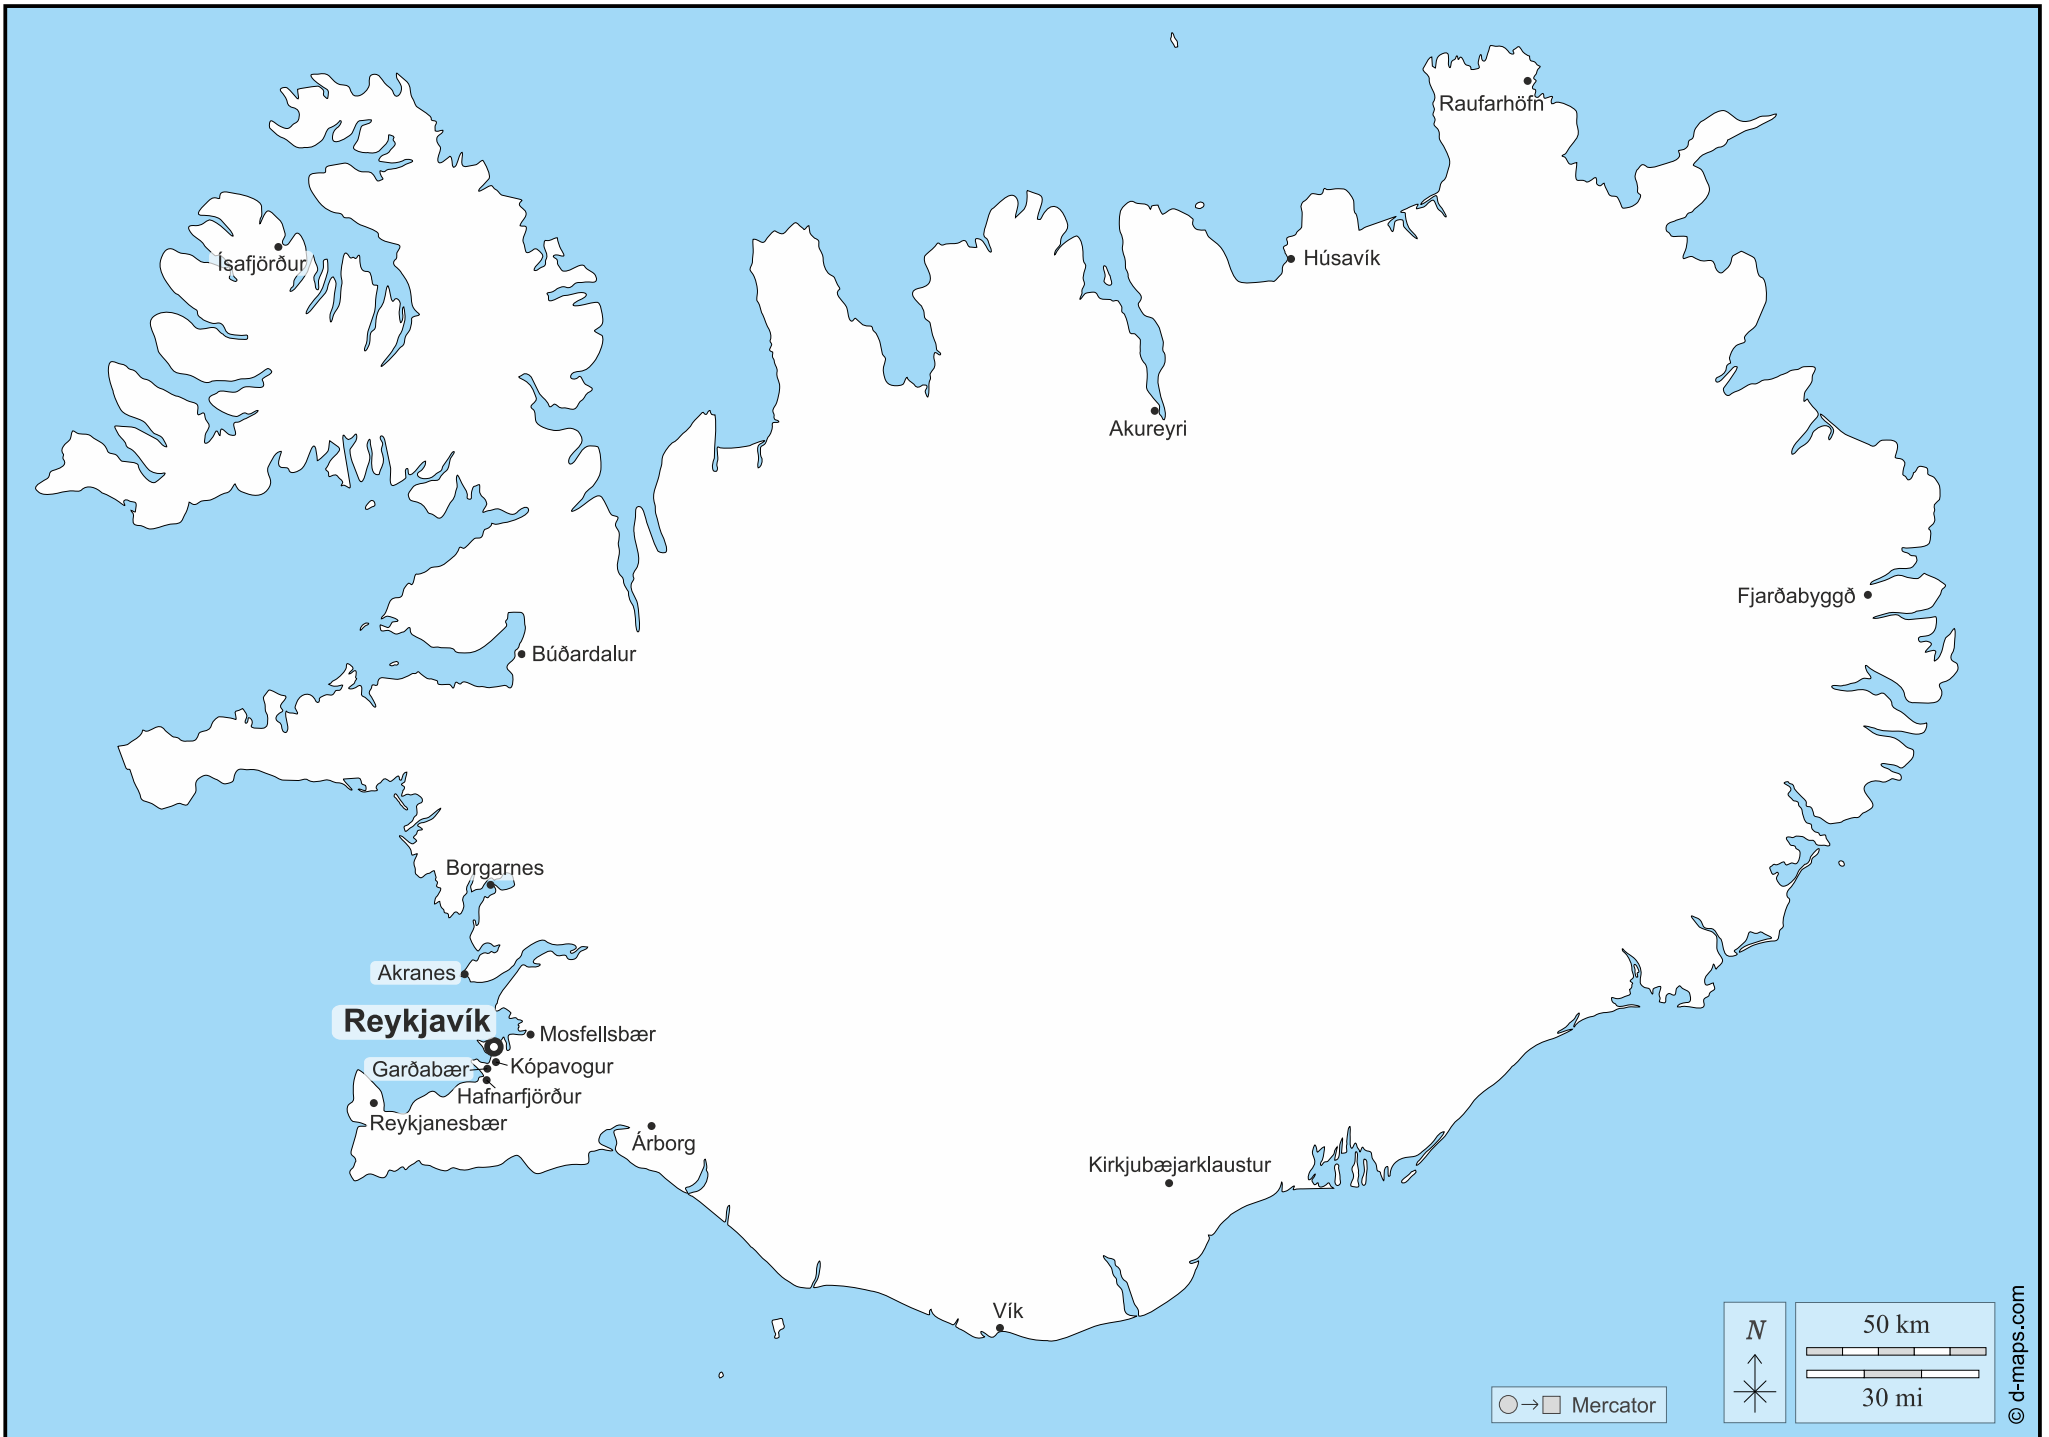 Raufarhöfn
Ísafjörður
Húsavík
Akureyri
Fjarðabyggð
Búðardalur
Borgarnes
Akranes
Reykjavík
Mosfellsbær
Garðabær
Kópavogur
Hafnarfjörður
Reykjanesbær
Árborg
Kirkjubæjarklaustur
Vík
N
50 km
30 mi
Mercator
© d-maps.com